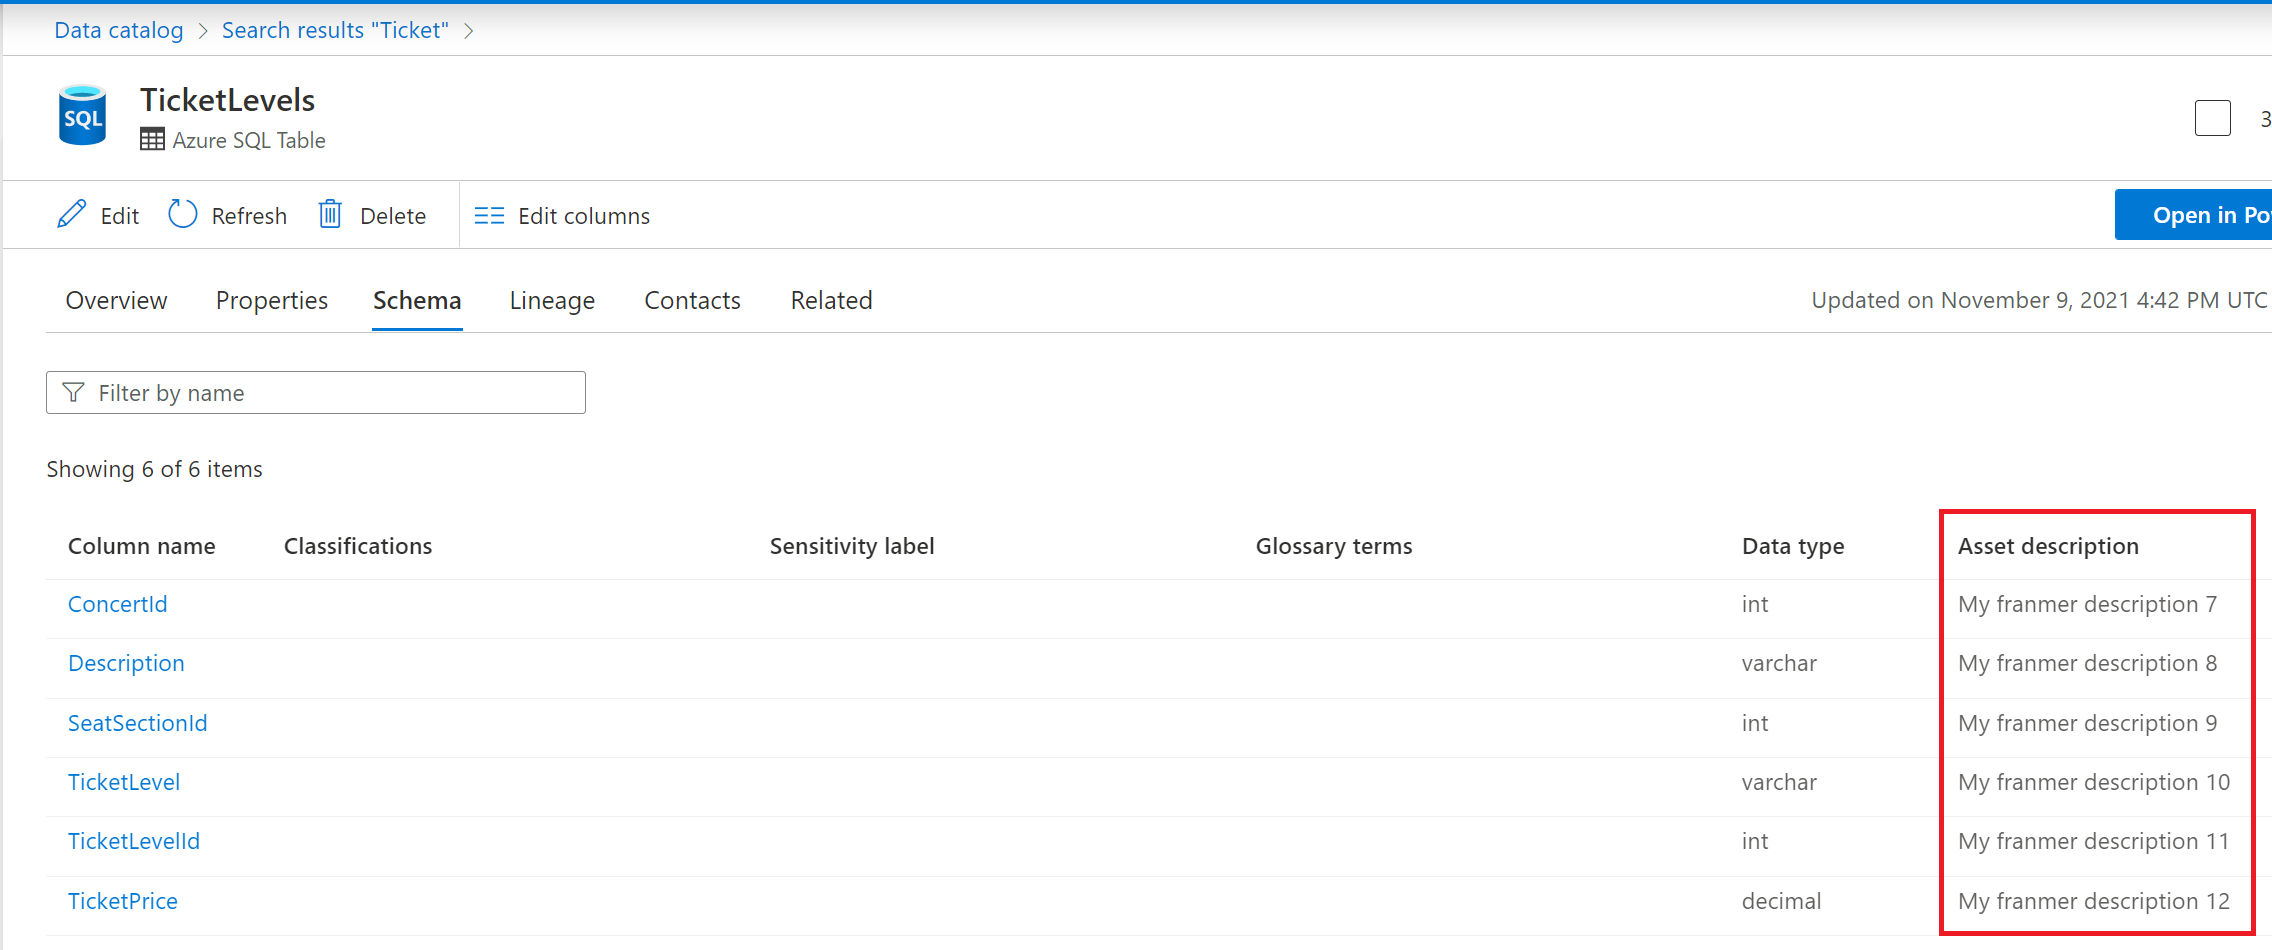 Data catalog > Search results "Ticket" >
SQL
TicketLevels
Azure SQL Table
3
Edit Refresh Delete Edit columns
Open in Po
Overview Properties Schema Lineage Contacts Related Updated on November 9, 2021 4:42 PM UTC
Filter by name
Showing 6 of 6 items
Column name Classifications Sensitivity label Glossary terms Data type Asset description
ConcertId int My franmer description 7
Description varchar My franmer description 8
SeatSectionId int My franmer description 9
TicketLevel varchar My franmer description 10
TicketLevelId int My franmer description 11
TicketPrice decimal My franmer description 12